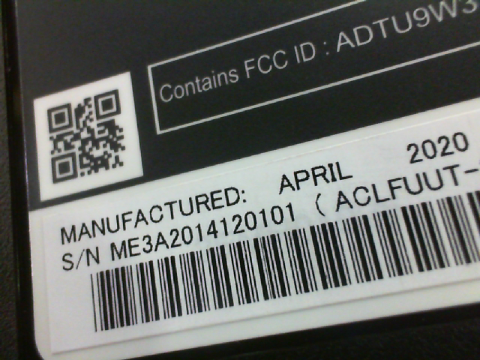 Contains FCC ID : ADTU9W3
MANUFACTURED: APRIL 2020
S/N ME3A2014120101 ( ACLFUUT-